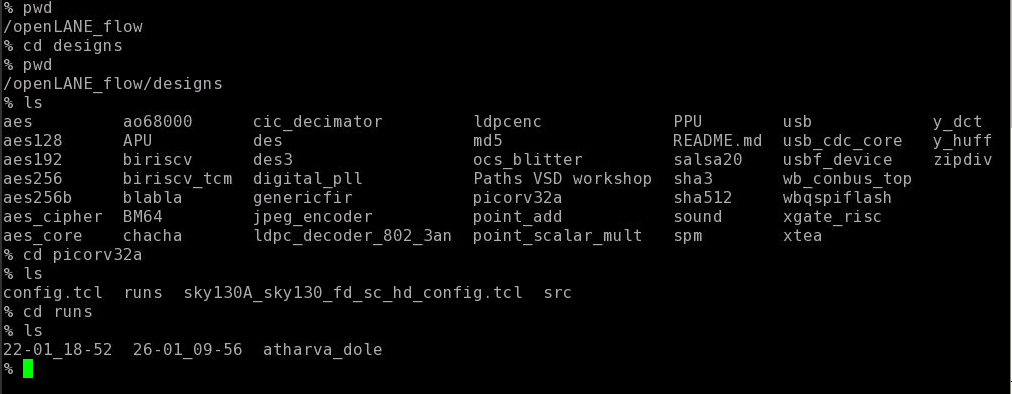 % pwd
/openLANE_flow
% cd designs
% pwd
/openLANE_flow/designs
% ls
aes         ao68000      cic_decimator         ldpcenc             PPU        usb            y_dct
aes128      APU          des                   md5                 README.md  usb_cdc_core   y_huff
aes192      biriscv      des3                  ocs_blitter         salsa20    usbf_device    zipdiv
aes256      biriscv_tcm  digital_pll           Paths VSD workshop  sha3       wb_conbus_top
aes256b     blabla       genericfir            picorv32a           sha512     wbqspiflash
aes_cipher  BM64         jpeg_encoder          point_add           sound      xgate_risc
aes_core    chacha       ldpc_decoder_802_3an  point_scalar_mult   spm        xtea
% cd picorv32a
% ls
config.tcl  runs  sky130A_sky130_fd_sc_hd_config.tcl  src
% cd runs
% ls
22-01_18-52  26-01_09-56  atharva_dole
%